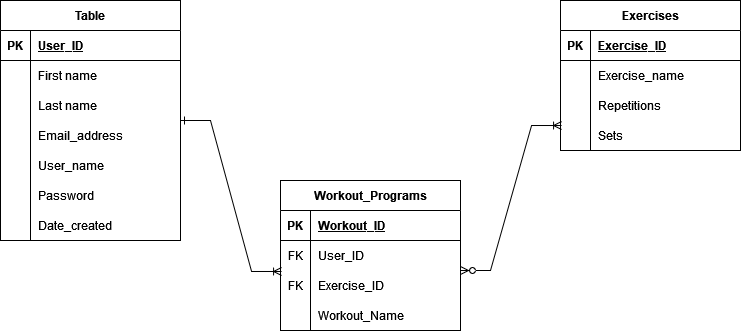 Table
PK User_ID
First name
Last name
Email_address
User_name
Password
Date_created
Exercises
PK Exercise_ID
Exercise_name
Repetitions
Sets
Workout_Programs
PK Workout_ID
FK User_ID
FK Exercise_ID
Workout_Name